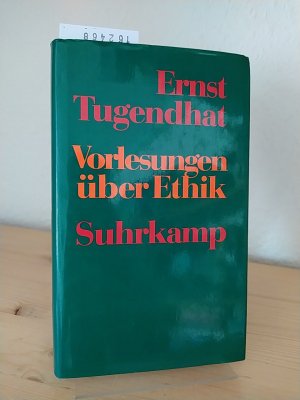 Ernst
Tugendhat
Vorlesungen
über Ethik
Suhrkamp